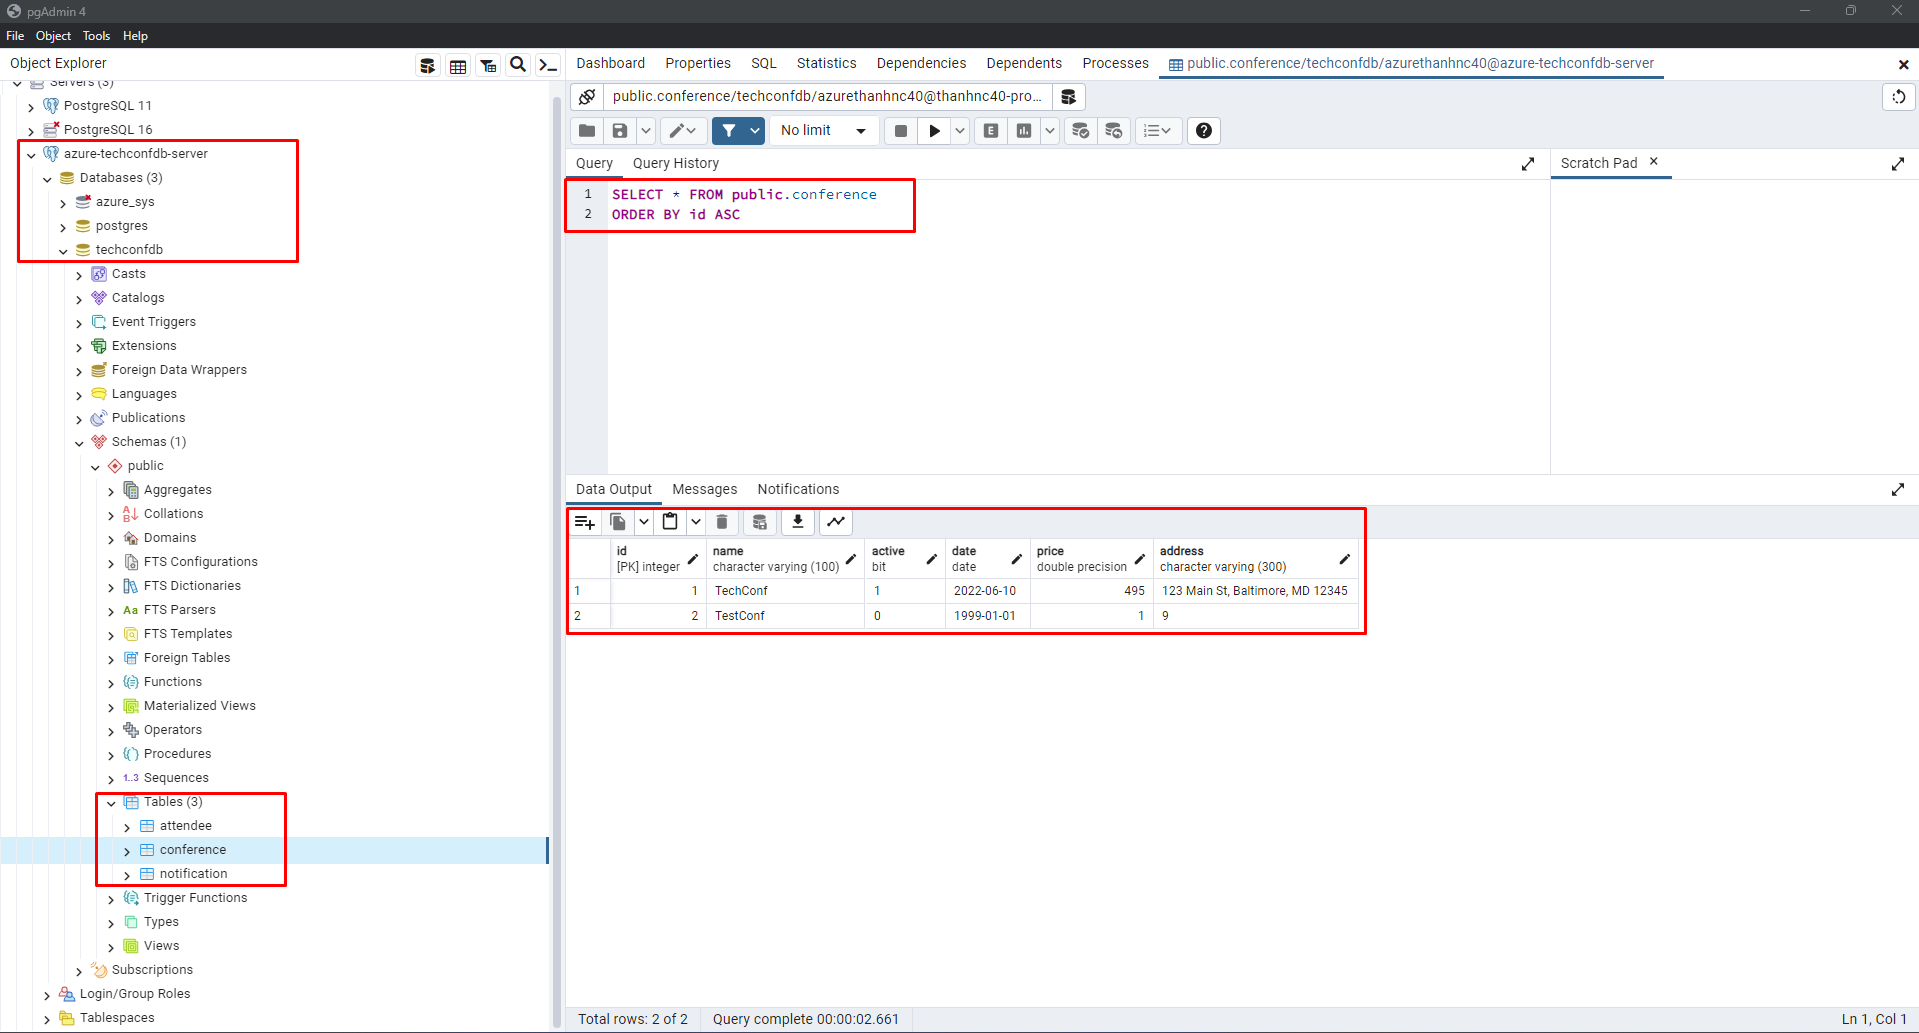 pgAdmin 4
File Object Tools Help
Object Explorer
Servers (3)
PostgreSQL 11
PostgreSQL 16
azure-techconfdb-server
Databases (3)
azure_sys
postgres
techconfdb
Casts
Catalogs
Event Triggers
Extensions
Foreign Data Wrappers
Languages
Publications
Schemas (1)
public
Aggregates
Collations
Domains
FTS Configurations
FTS Dictionaries
Aa FTS Parsers
FTS Templates
Foreign Tables
Functions
Materialized Views
Operators
Procedures
1..3 Sequences
Tables (3)
attendee
conference
notification
Trigger Functions
Types
Views
Subscriptions
Login/Group Roles
Tablespaces
Dashboard Properties SQL Statistics Dependencies Dependents Processes public.conference/techconfdb/azurethanhnc40@azure-techconfdb-server
public.conference/techconfdb/azurethanhnc40@thanhnc40-pro...
No limit E
Query Query History
1 SELECT * FROM public.conference
2 ORDER BY id ASC
Scratch Pad
Data Output Messages Notifications
id name active date price address
[PK] integer character varying (100) bit date double precision character varying (300)
1 1 TechConf 1 2022-06-10 495 123 Main St, Baltimore, MD 12345
2 2 TestConf 0 1999-01-01 1 9
Total rows: 2 of 2 Query complete 00:00:02.661 Ln 1, Col 1